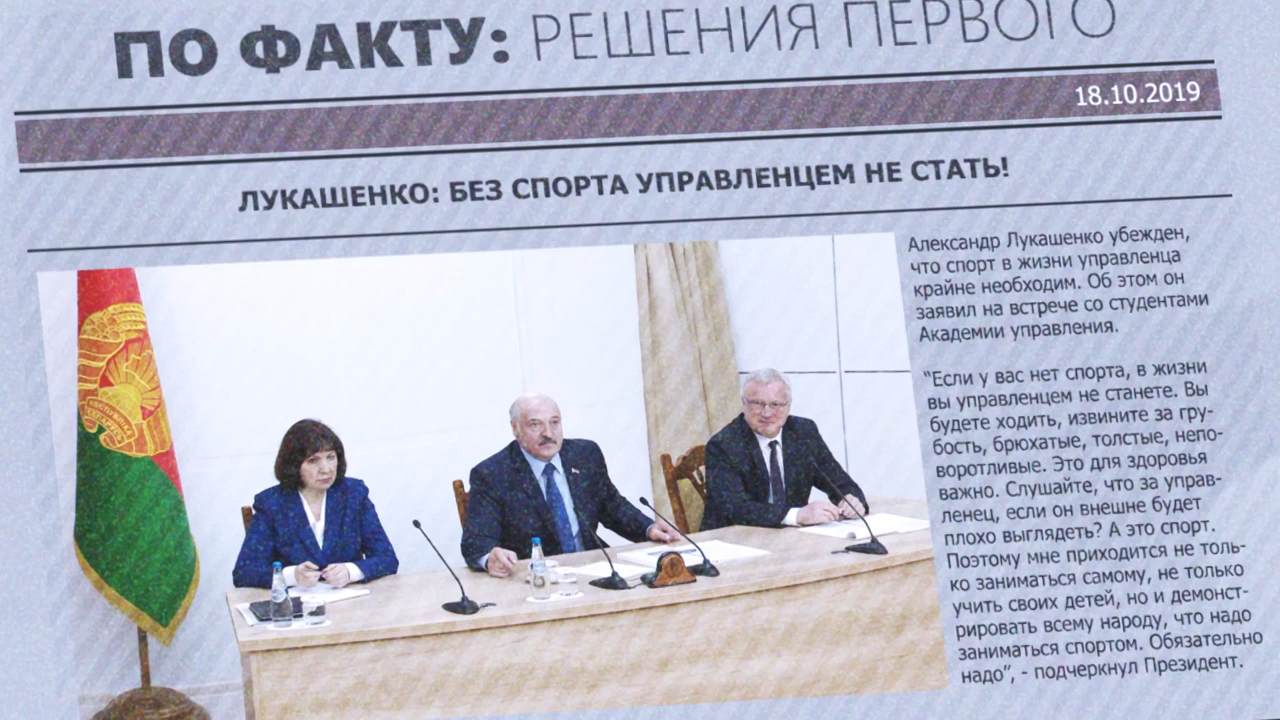 ПО ФАКТУ: РЕШЕНИЯ ПЕРВОГО
18.10.2019
ЛУКАШЕНКО: БЕЗ СПОРТА УПРАВЛЕНЦЕМ НЕ СТАТЬ!
Александр Лукашенко убежден,
что спорт в жизни управленца
крайне необходим. Об этом он
заявил на встрече со студентами
Академии управления.
“Если у вас нет спорта, в жизни
вы управленцем не станете. Вы
будете ходить, извините за гру-
бость, брюхатые, толстые, непо-
воротливые. Это для здоровья
важно. Слушайте, что за управ-
ленец, если он внешне будет
плохо выглядеть? А это спорт.
Поэтому мне приходится не толь-
ко заниматься самому, не только
учить своих детей, но и демонст-
рировать всему народу, что надо
заниматься спортом. Обязательно
надо”, - подчеркнул Президент.